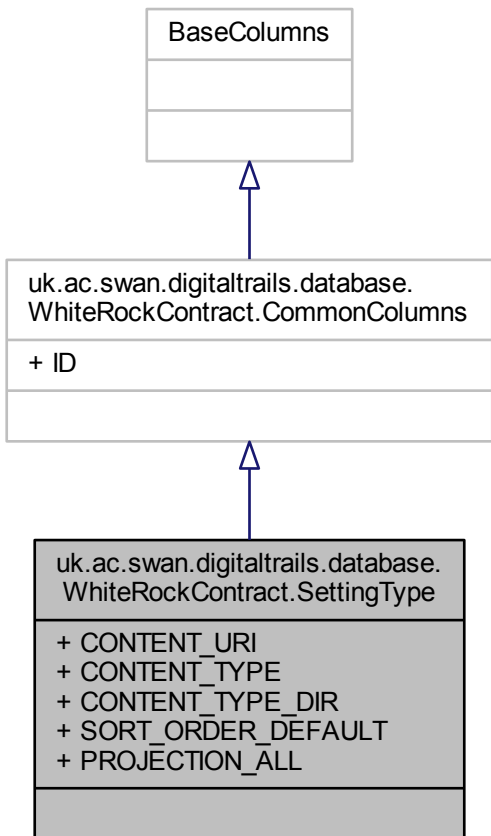 BaseColumns
uk.ac.swan.digitaltrails.database.
WhiteRockContract.CommonColumns
+ ID
uk.ac.swan.digitaltrails.database.
WhiteRockContract.SettingType
+ CONTENT_URI
+ CONTENT_TYPE
+ CONTENT_TYPE_DIR
+ SORT_ORDER_DEFAULT
+ PROJECTION_ALL